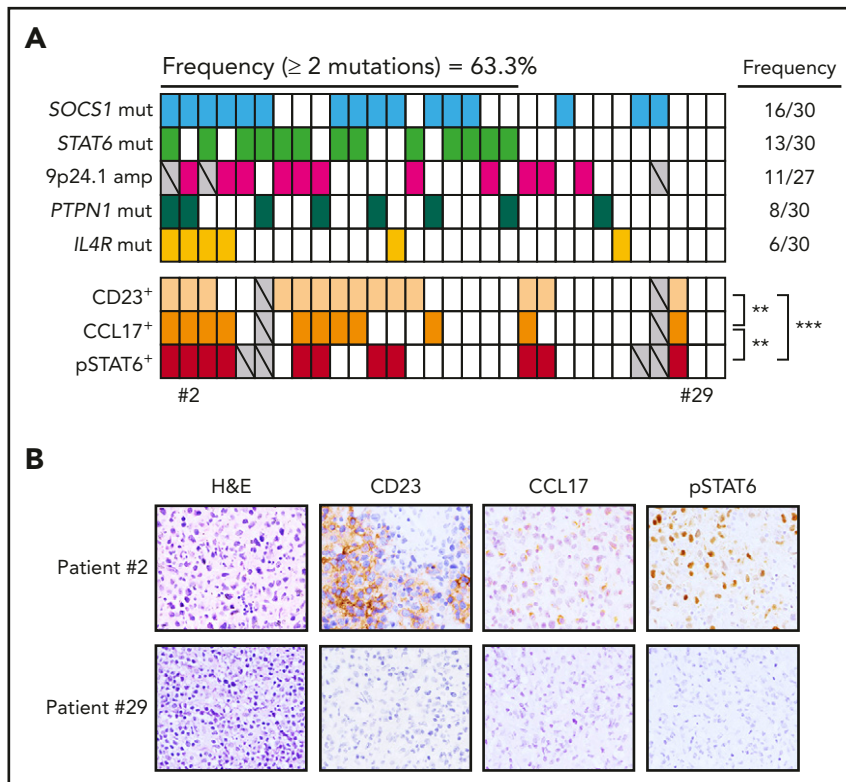 A
Frequency (≥ 2 mutations) = 63.3%
Frequency
SOCS1 mut
16/30
STAT6 mut
13/30
9p24.1 amp
11/27
PTPN1 mut
8/30
IL4R mut
6/30
CD23+
CCL17+
pSTAT6+
**
**
***
#2
#29
B
H&E
CD23
CCL17
pSTAT6
Patient #2
Patient #29